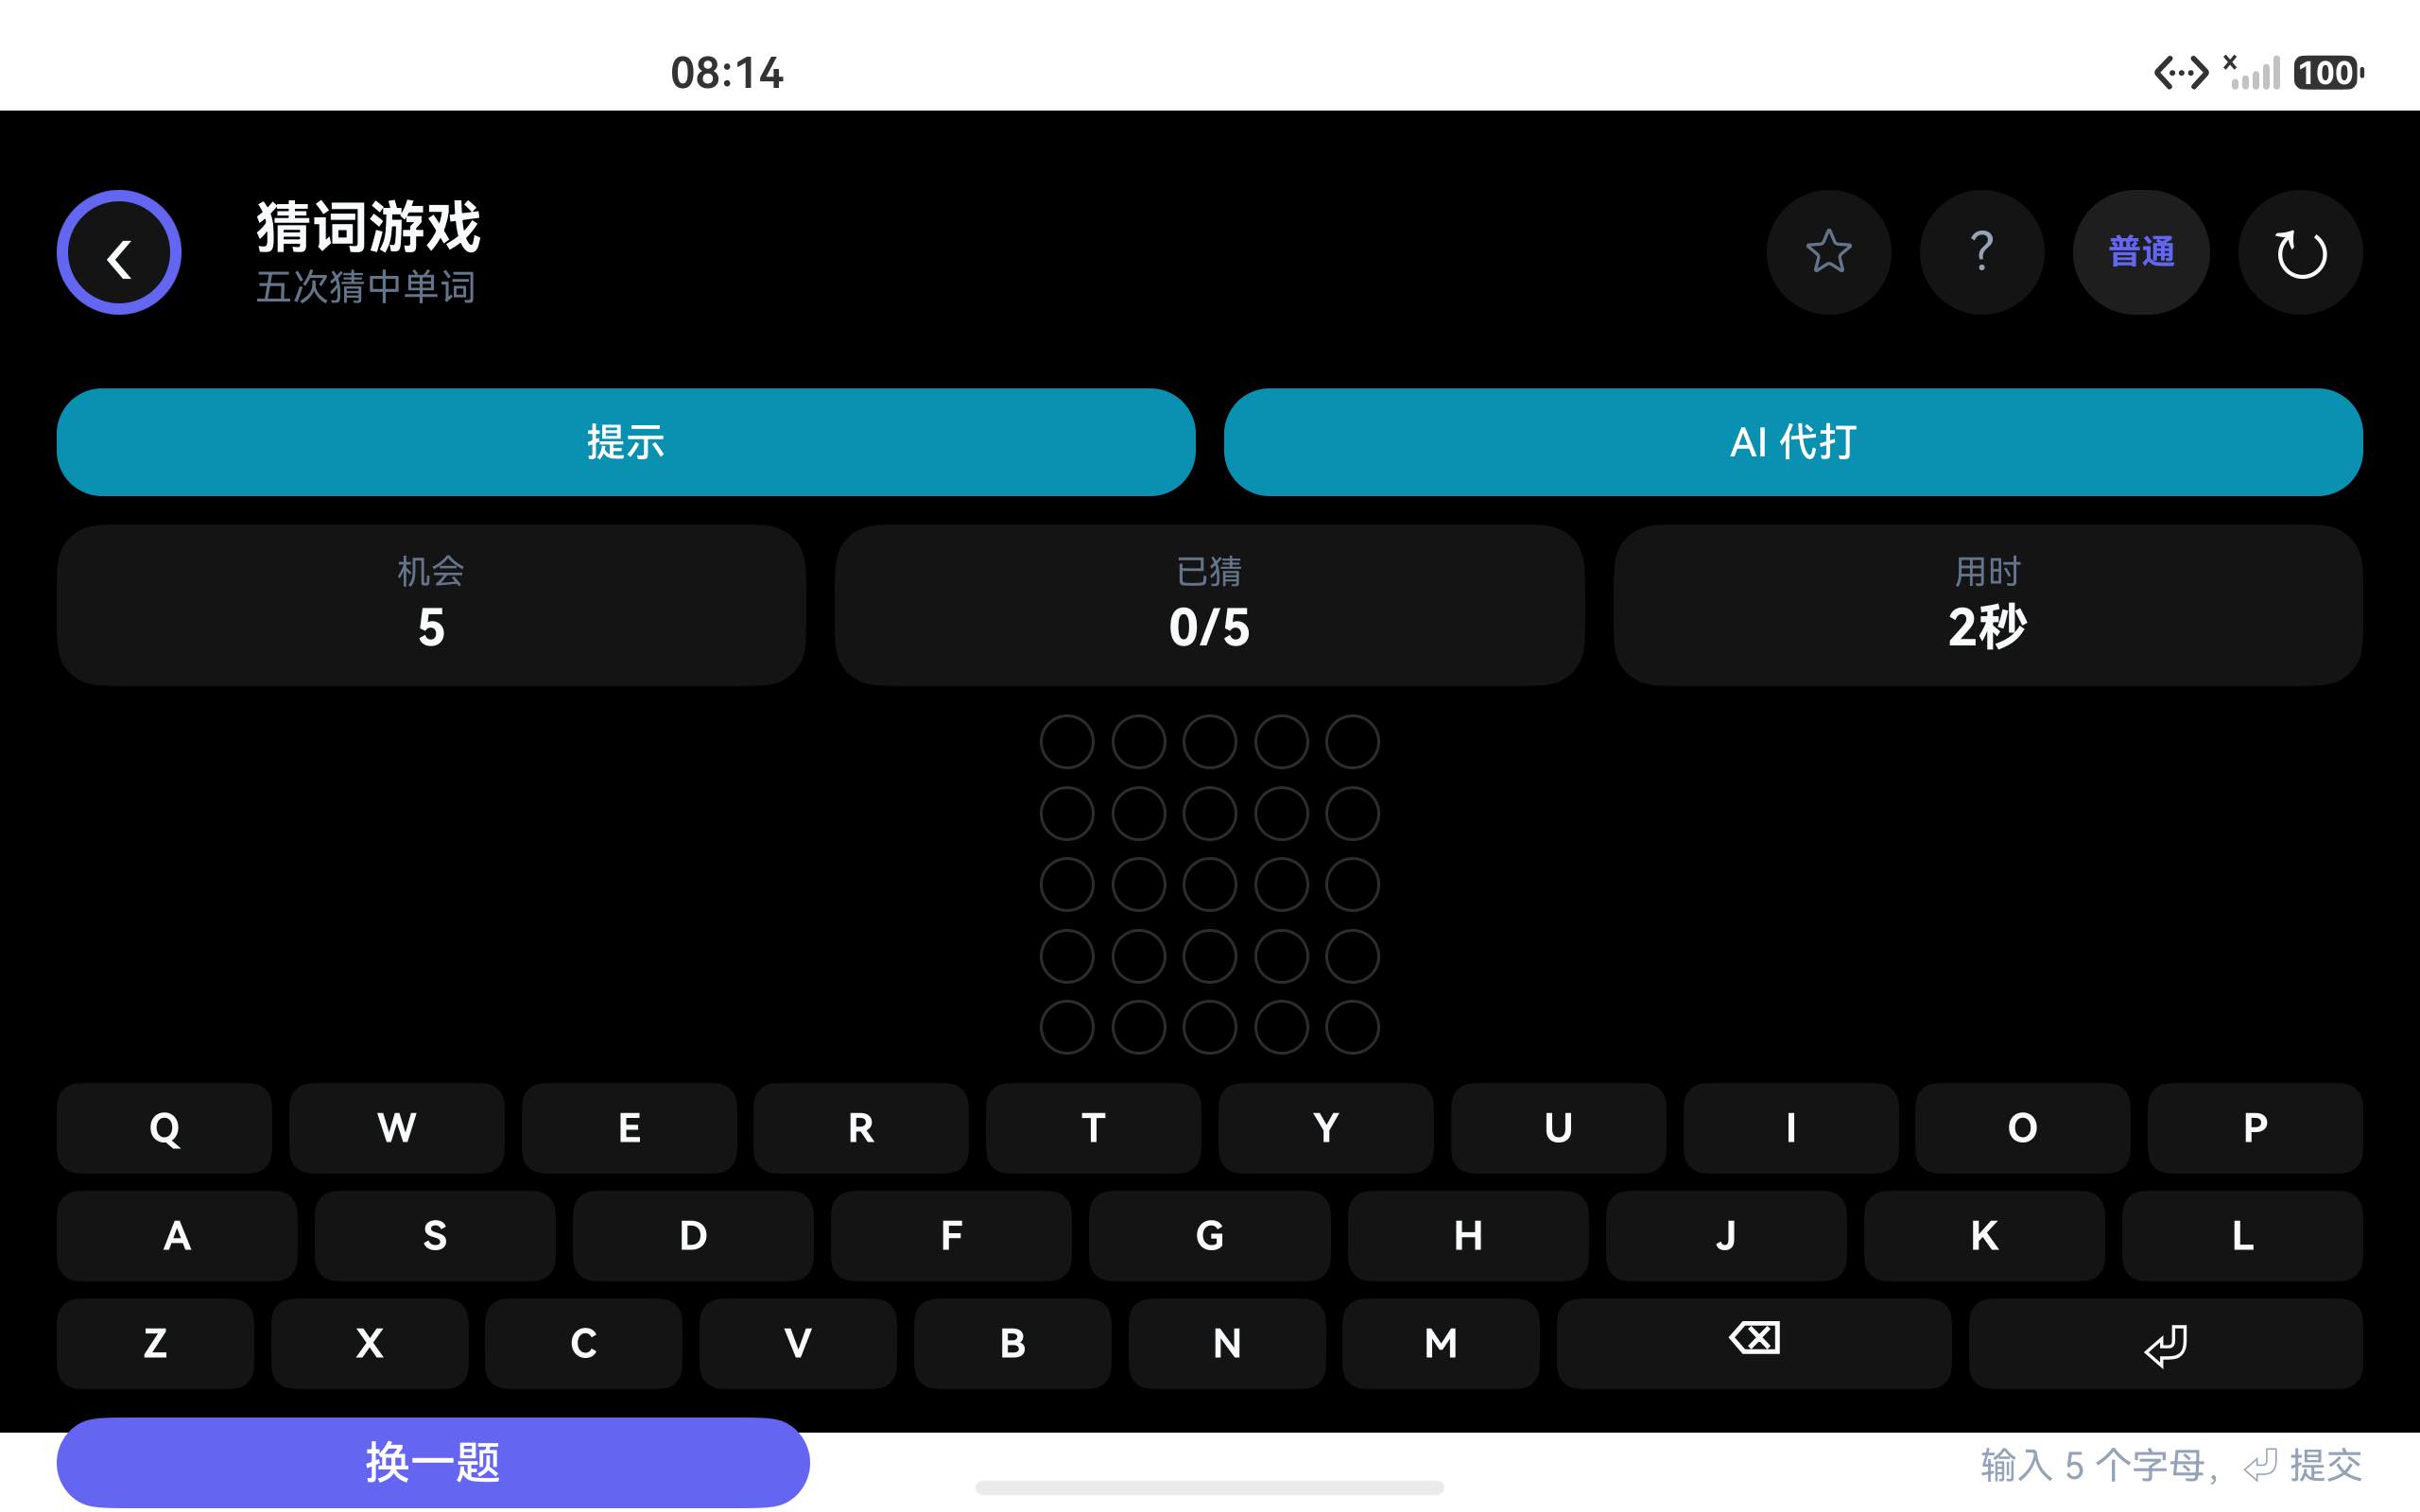 08:14
100
猜词游戏
五次猜中单词
?
普通
提示
AI 代打
机会
5
已猜
0/5
用时
2秒
Q W E R T Y U I O P
A S D F G H J K L
Z X C V B N M
换一题
输入 5 个字母, 提交